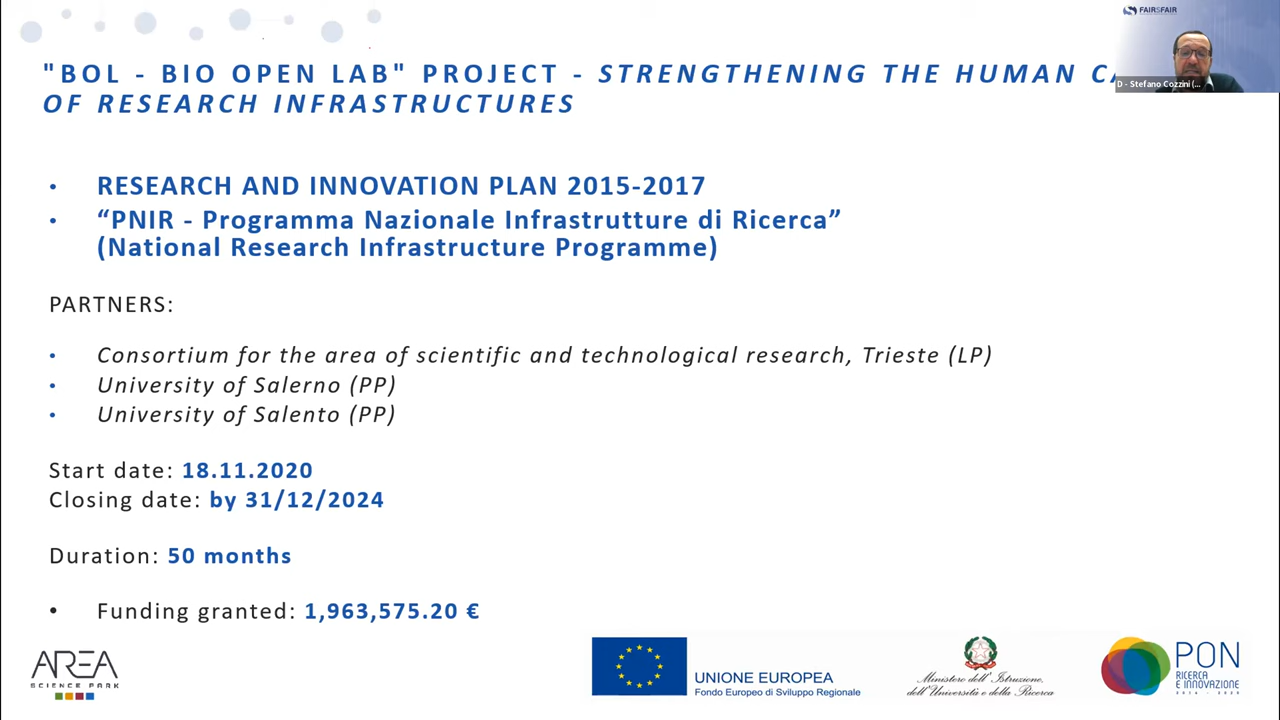 FAIRSFAIR
"BOL - BIO OPEN LAB" PROJECT - STRENGTHENING THE HUMAN
OF RESEARCH INFRASTRUCTURES
D - Stefano Cozzini (...
• RESEARCH AND INNOVATION PLAN 2015-2017
• “PNIR - Programma Nazionale Infrastrutture di Ricerca”
(National Research Infrastructure Programme)
PARTNERS:
• Consortium for the area of scientific and technological research, Trieste (LP)
• University of Salerno (PP)
• University of Salento (PP)
Start date: 18.11.2020
Closing date: by 31/12/2024
Duration: 50 months
• Funding granted: 1,963,575.20 €
AREA
SCIENCE PARK
UNIONE EUROPEA
Fondo Europeo di Sviluppo Regionale
Ministero dell'Istruzione,
dell'Università e della Ricerca
PON
RICERCA
E INNOVAZIONE
2014 - 2020